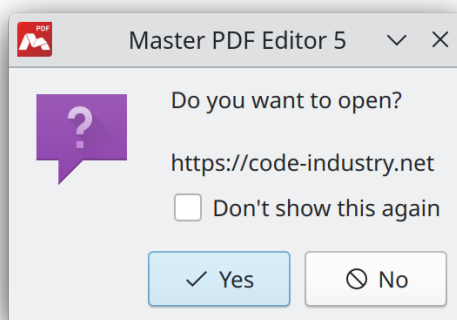 PDF
Master PDF Editor 5
?
Do you want to open?
https://code-industry.net
Don't show this again
Yes
No